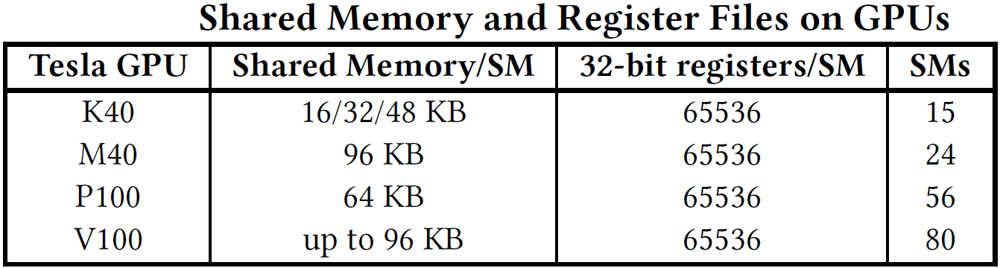 Shared Memory and Register Files on GPUs
Tesla GPU Shared Memory/SM 32-bit registers/SM SMs
K40 16/32/48 KB 65536 15
M40 96 KB 65536 24
P100 64 KB 65536 56
V100 up to 96 KB 65536 80